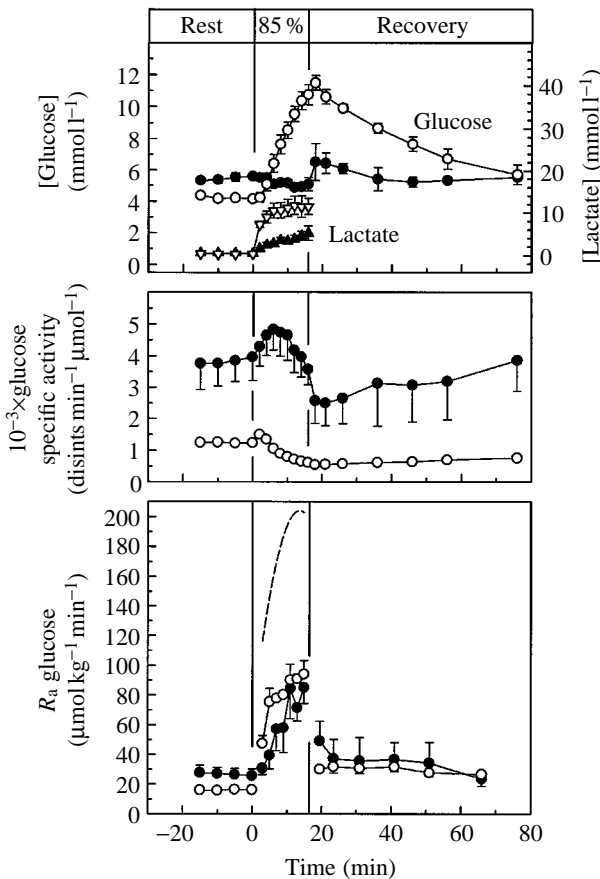 Rest 85 % Recovery
[Glucose]
(mmol l−1)
12
10
8
6
4
2
0
Glucose
Lactate
40
30
20
10
0
[Lactate]
(mmol l−1)
10−3×glucose
specific activity
(disints min−1 μmol−1)
5
4
3
2
1
0
Ra glucose
(μmol kg−1 min−1)
200
180
160
140
120
100
80
60
40
20
0
−20 0 20 40 60 80
Time (min)